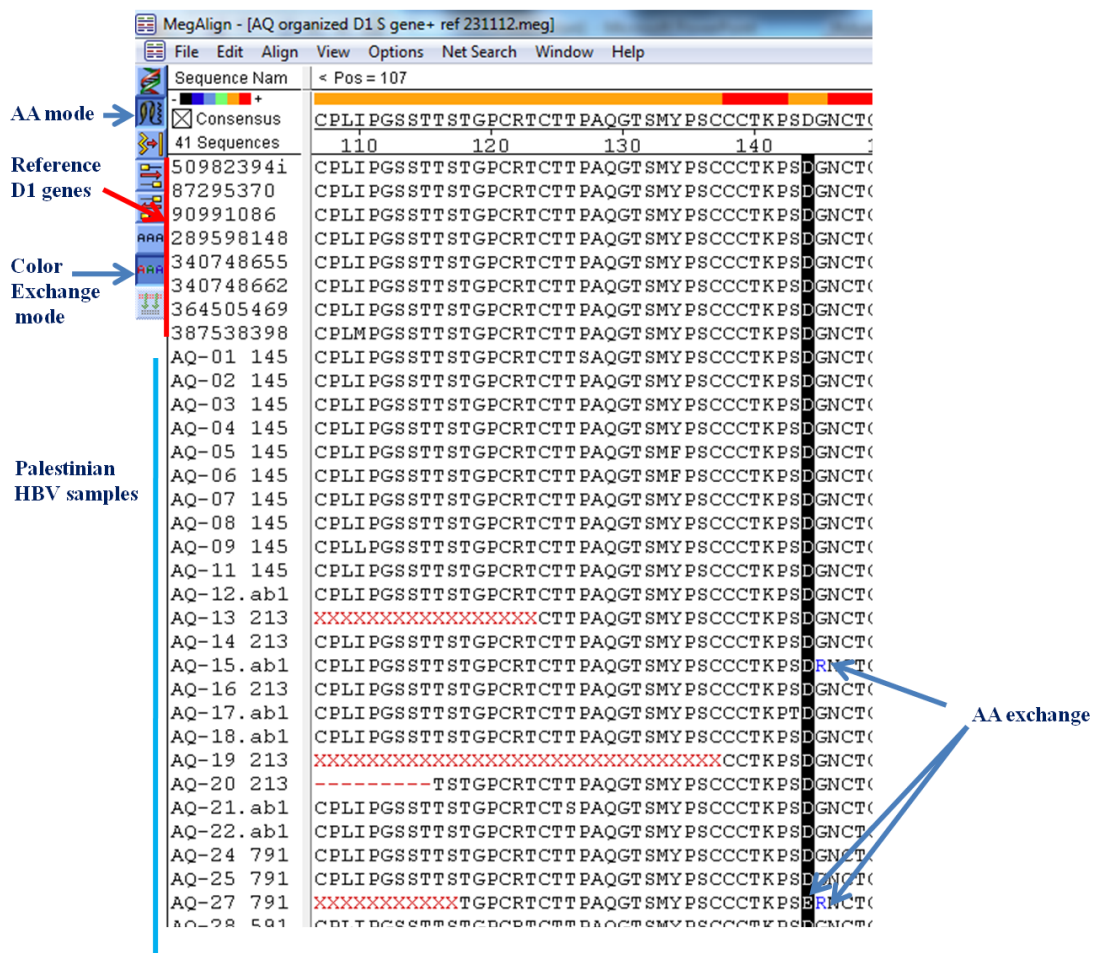 MegAlign - [AQ organized D1 S gene+ ref 231112.meg]
File Edit Align View Options Net Search Window Help
Sequence Nam < Pos = 107
- +
Consensus CPLIPGSSTTSTGPCRTCTTPAQGTSMYPSCCCTKPSDGNCT
41 Sequences 110 120 130 140
50982394i CPLIPGSSTTSTGPCRTCTTPAQGTSMYPSCCCTKPSDGNCT
87295370 CPLIPGSSTTSTGPCRTCTTPAQGTSMYPSCCCTKPSDGNCT
90991086 CPLIPGSSTTSTGPCRTCTTPAQGTSMYPSCCCTKPSDGNCT
289598148 CPLIPGSSTTSTGPCRTCTTPAQGTSMYPSCCCTKPSDGNCT
340748655 CPLIPGSSTTSTGPCRTCTTPAQGTSMYPSCCCTKPSDGNCT
340748662 CPLIPGSSTTSTGPCRTCTTPAQGTSMYPSCCCTKPSDGNCT
364505469 CPLIPGSSTTSTGPCRTCTTPAQGTSMYPSCCCTKPSDGNCT
387538398 CPLMPGSSTTSTGPCRTCTTPAQGTSMYPSCCCTKPSDGNCT
AQ-01 145 CPLIPGSSTTSTGPCRTCTTSAQGTSMYPSCCCTKPSDGNCT
AQ-02 145 CPLIPGSSTTSTGPCRTCTTPAQGTSMYPSCCCTKPSDGNCT
AQ-03 145 CPLIPGSSTTSTGPCRTCTTPAQGTSMYPSCCCTKPSDGNCT
AQ-04 145 CPLIPGSSTTSTGPCRTCTTPAQGTSMYPSCCCTKPSDGNCT
AQ-05 145 CPLIPGSSTTSTGPCRTCTTPAQGTSMFPSCCCTKPSDGNCT
AQ-06 145 CPLIPGSSTTSTGPCRTCTTPAQGTSMFPSCCCTKPSDGNCT
AQ-07 145 CPLIPGSSTTSTGPCRTCTTPAQGTSMYPSCCCTKPSDGNCT
AQ-08 145 CPLIPGSSTTSTGPCRTCTTPAQGTSMYPSCCCTKPSDGNCT
AQ-09 145 CPLLPGSSTTSTGPCRTCTTPAQGTSMYPSCCCTKPSDGNCT
AQ-11 145 CPLIPGSSTTSTGPCRTCTTPAQGTSMYPSCCCTKPSDGNCT
AQ-12.ab1 CPLIPGSSTTSTGPCRTCTTPAQGTSMYPSCCCTKPSDGNCT
AQ-13 213 XXXXXXXXXXXXXXXXXCTTPAQGTSMYPSCCCTKPSDGNCT
AQ-14 213 CPLIPGSSTTSTGPCRTCTTPAQGTSMYPSCCCTKPSDGNCT
AQ-15.ab1 CPLIPGSSTTSTGPCRTCTTPAQGTSMYPSCCCTKPSDRNCT
AQ-16 213 CPLIPGSSTTSTGPCRTCTTPAQGTSMYPSCCCTKPSDGNCT
AQ-17.ab1 CPLIPGSSTTSTGPCRTCTTPAQGTSMYPSCCCTKPTDGNCT
AQ-18.ab1 CPLIPGSSTTSTGPCRTCTTPAQGTSMYPSCCCTKPSDGNCT
AQ-19 213 XXXXXXXXXXXXXXXXXXXXXXXXXXXXXXXCCTKPSDGNCT
AQ-20 213 ---------TSTGPCRTCTTPAQGTSMYPSCCCTKPSDGNCT
AQ-21.ab1 CPLIPGSSTTSTGPCRTCTSPAQGTSMYPSCCCTKPSDGNCT
AQ-22.ab1 CPLIPGSSTTSTGPCRTCTTPAQGTSMYPSCCCTKPSDGNCT
AQ-24 791 CPLIPGSSTTSTGPCRTCTTPAQGTSMYPSCCCTKPSDGNCT
AQ-25 791 CPLIPGSSTTSTGPCRTCTTPAQGTSMYPSCCCTKPSDGNCT
AQ-27 791 XXXXXXXXXXXTGPCRTCTTPAQGTSMYPSCCCTKPSERNCT
AQ-28 591 CPLIPGSSTTSTGPCRTCTTPAQGTSMYPSCCCTKPSDGNCT
AA mode
Reference
D1 genes
Color
Exchange
mode
Palestinian
HBV samples
AA exchange